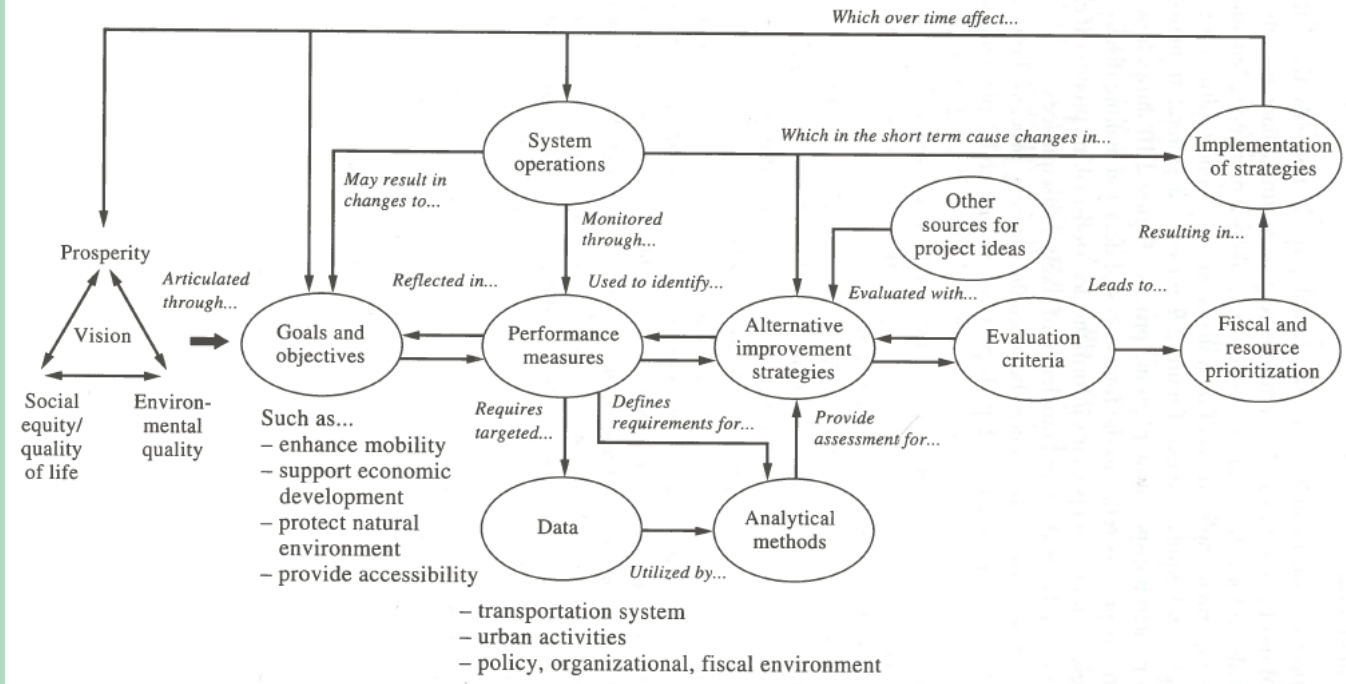 Which over time affect...
System
operations
Which in the short term cause changes in...
Implementation
of strategies
May result in
changes to...
Other
sources for
project ideas
Monitored
through...
Resulting in...
Prosperity
Articulated
through...
Reflected in...
Used to identify...
Evaluated with...
Leads to...
Vision
Goals and
objectives
Performance
measures
Alternative
improvement
strategies
Evaluation
criteria
Fiscal and
resource
prioritization
Social
equity/
quality
of life
Environ-
mental
quality
Such as...
– enhance mobility
– support economic
development
– protect natural
environment
– provide accessibility
Requires
targeted...
Defines
requirements for...
Provide
assessment for...
Data
Analytical
methods
Utilized by...
– transportation system
– urban activities
– policy, organizational, fiscal environment